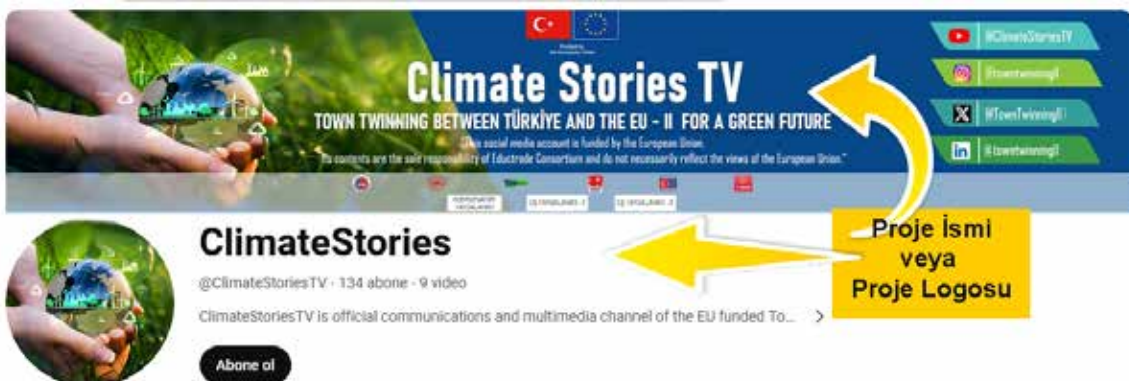 Climate Stories TV
TOWN TWINNING BETWEEN TÜRKİYE AND THE EU - II FOR A GREEN FUTURE
This social media account is funded by the European Union.
"Its contents are the sole responsibility of Eductrade Consortium and do not necessarily reflect the views of the European Union."
@ClimateStoriesTV
@towntwinningII
@TownTwinningII
# towntwinningII
Proje İsmi
veya
Proje Logosu
ClimateStories
@ClimateStoriesTV · 134 abone · 9 video
ClimateStoriesTV is official communications and multimedia channel of the EU funded To...
Abone ol